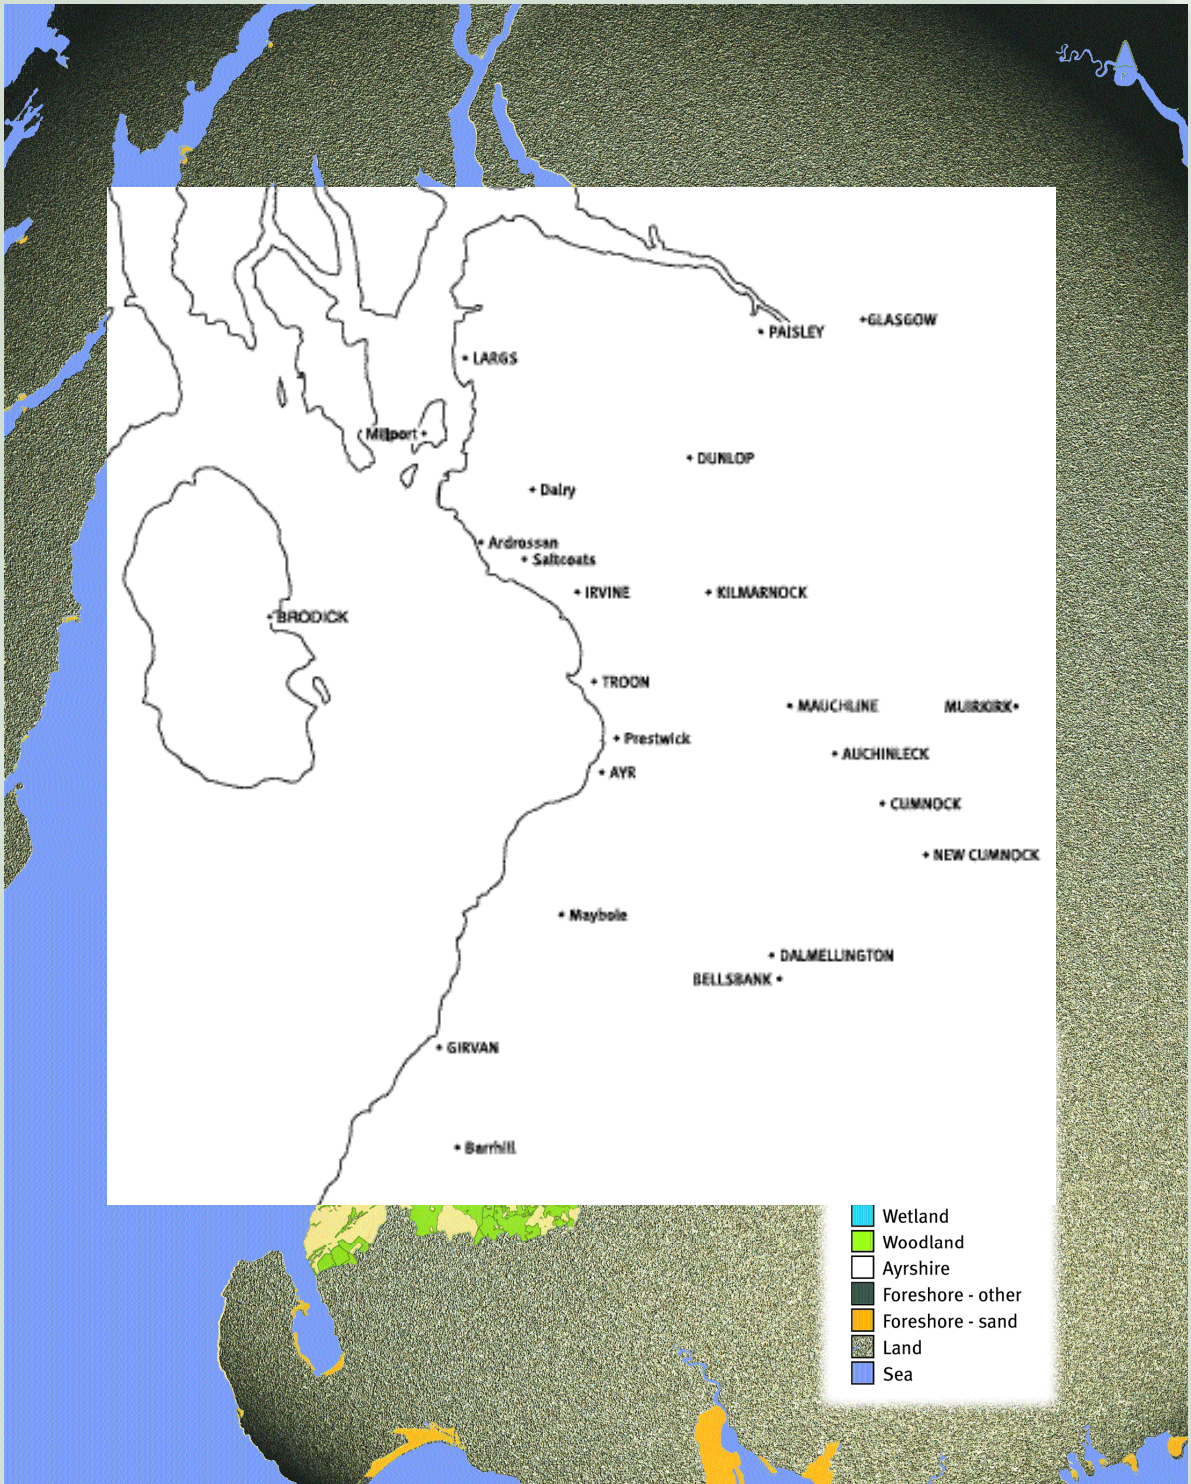 GLASGOW
PAISLEY
LARGS
Millport
DUNLOP
Dalry
Ardrossan
Saltcoats
IRVINE
KILMARNOCK
BRODICK
TROON
MAUCHLINE
MUIRKIRK
Prestwick
AUCHINLECK
AYR
CUMNOCK
NEW CUMNOCK
Maybole
DALMELLINGTON
BELLSBANK
GIRVAN
Barrhill
Wetland
Woodland
Ayrshire
Foreshore - other
Foreshore - sand
Land
Sea